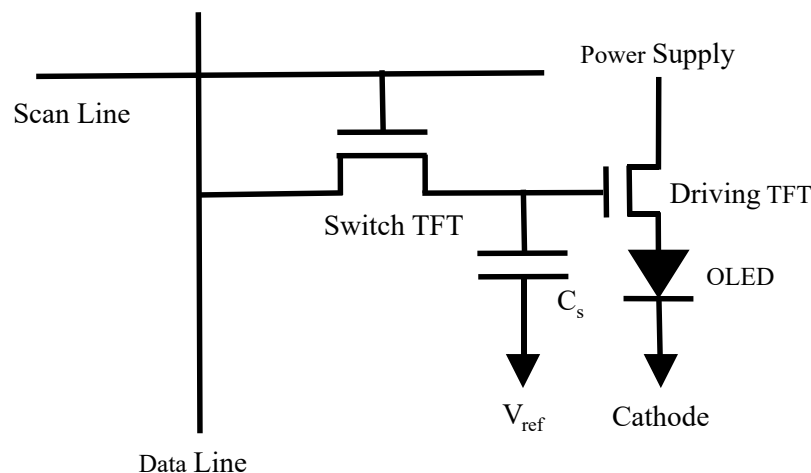 Power Supply
Scan Line
Driving TFT
Switch TFT
OLED
Cs
Vref
Cathode
Data Line